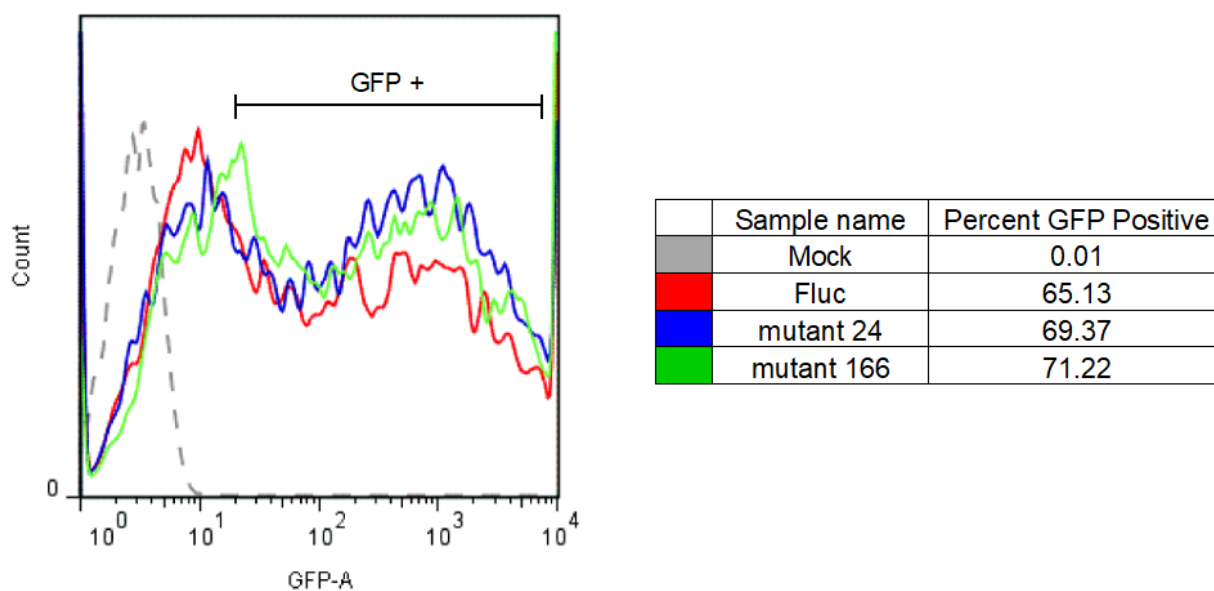 GFP +
Count
0
10^0 10^1 10^2 10^3 10^4
GFP-A
Sample name Percent GFP Positive
Mock 0.01
Fluc 65.13
mutant 24 69.37
mutant 166 71.22